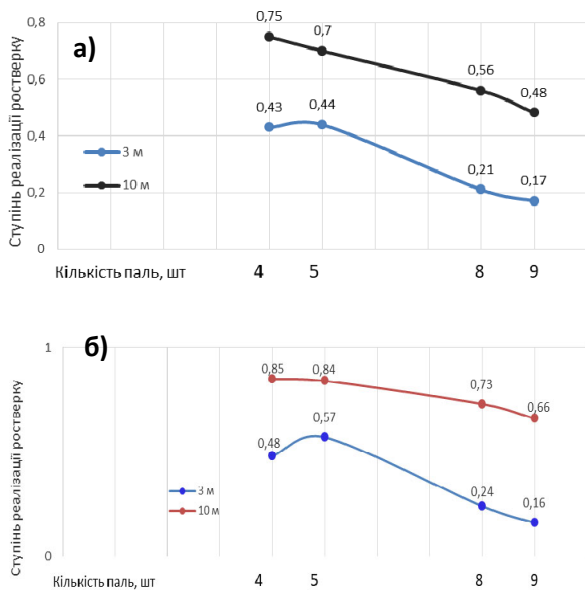 а)
0,8
0,6
0,4
0,2
0
Ступінь реалізації ростверку
0,75
0,7
0,56
0,48
0,43
0,44
0,21
0,17
3 м
10 м
Кількість паль, шт 4 5 8 9
б)
1
0
Ступінь реалізації ростверку
0,85
0,84
0,73
0,66
0,48
0,57
0,24
0,16
3 м
10 м
Кількість паль, шт 4 5 8 9